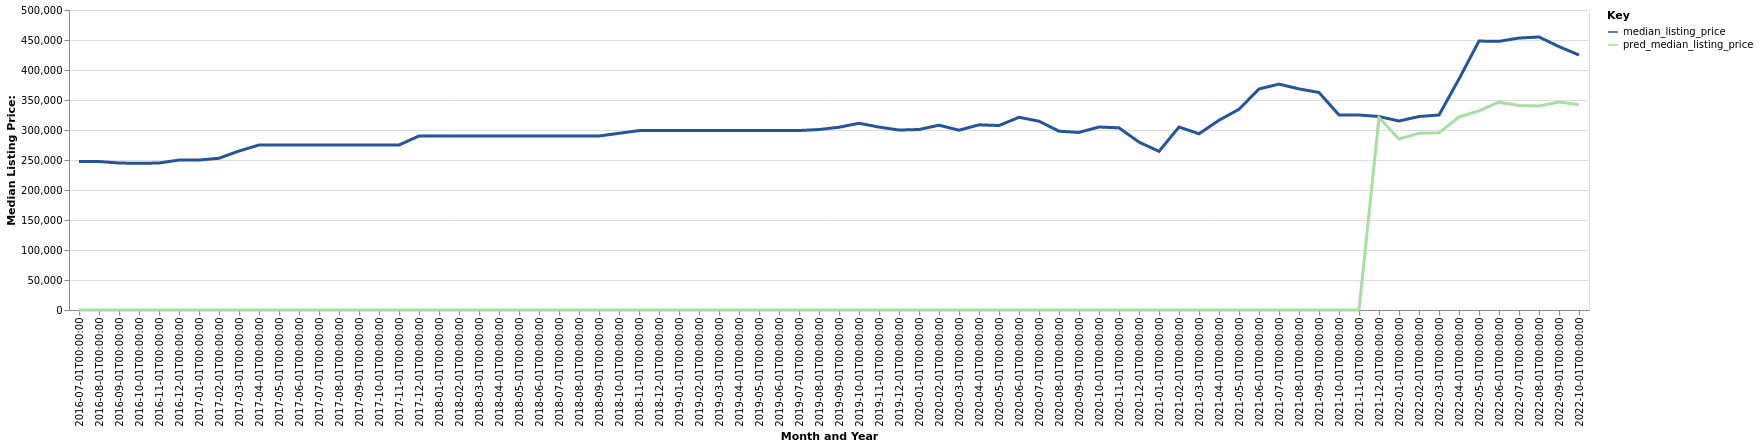 500,000
450,000
400,000
350,000
300,000
250,000
200,000
150,000
100,000
50,000
0
Median Listing Price:
2016-07-01T00:00:00
2016-08-01T00:00:00
2016-09-01T00:00:00
2016-10-01T00:00:00
2016-11-01T00:00:00
2016-12-01T00:00:00
2017-01-01T00:00:00
2017-02-01T00:00:00
2017-03-01T00:00:00
2017-04-01T00:00:00
2017-05-01T00:00:00
2017-06-01T00:00:00
2017-07-01T00:00:00
2017-08-01T00:00:00
2017-09-01T00:00:00
2017-10-01T00:00:00
2017-11-01T00:00:00
2017-12-01T00:00:00
2018-01-01T00:00:00
2018-02-01T00:00:00
2018-03-01T00:00:00
2018-04-01T00:00:00
2018-05-01T00:00:00
2018-06-01T00:00:00
2018-07-01T00:00:00
2018-08-01T00:00:00
2018-09-01T00:00:00
2018-10-01T00:00:00
2018-11-01T00:00:00
2018-12-01T00:00:00
2019-01-01T00:00:00
2019-02-01T00:00:00
2019-03-01T00:00:00
2019-04-01T00:00:00
2019-05-01T00:00:00
2019-06-01T00:00:00
2019-07-01T00:00:00
2019-08-01T00:00:00
2019-09-01T00:00:00
2019-10-01T00:00:00
2019-11-01T00:00:00
2019-12-01T00:00:00
2020-01-01T00:00:00
2020-02-01T00:00:00
2020-03-01T00:00:00
2020-04-01T00:00:00
2020-05-01T00:00:00
2020-06-01T00:00:00
2020-07-01T00:00:00
2020-08-01T00:00:00
2020-09-01T00:00:00
2020-10-01T00:00:00
2020-11-01T00:00:00
2020-12-01T00:00:00
2021-01-01T00:00:00
2021-02-01T00:00:00
2021-03-01T00:00:00
2021-04-01T00:00:00
2021-05-01T00:00:00
2021-06-01T00:00:00
2021-07-01T00:00:00
2021-08-01T00:00:00
2021-09-01T00:00:00
2021-10-01T00:00:00
2021-11-01T00:00:00
2021-12-01T00:00:00
2022-01-01T00:00:00
2022-02-01T00:00:00
2022-03-01T00:00:00
2022-04-01T00:00:00
2022-05-01T00:00:00
2022-06-01T00:00:00
2022-07-01T00:00:00
2022-08-01T00:00:00
2022-09-01T00:00:00
2022-10-01T00:00:00
Month and Year
Key
median_listing_price
pred_median_listing_price